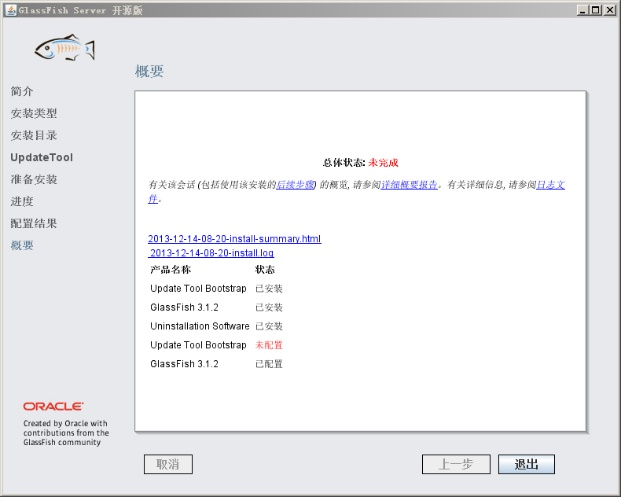 GlassFish Server 开源版
概要
简介
安装类型
安装目录
UpdateTool
准备安装
进度
配置结果
概要
总体状态: 未完成
有关该会话 (包括使用该安装的后续步骤) 的概览, 请参阅详细概要报告。有关详细信息, 请参阅日志文
件。
2013-12-14-08-20-install-summary.html
2013-12-14-08-20-install.log
产品名称 状态
Update Tool Bootstrap 已安装
GlassFish 3.1.2 已安装
Uninstallation Software 已安装
Update Tool Bootstrap 未配置
GlassFish 3.1.2 已配置
ORACLE
Created by Oracle with
contributions from the
GlassFish community
取消 上一步 退出